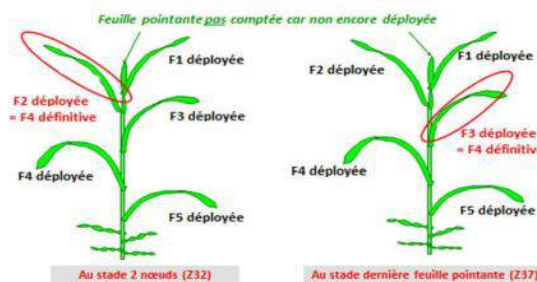 Feuille pointante pas comptée car non encore déployée
F1 déployée
F2 déployée
= F4 définitive
F3 déployée
F4 déployée
F5 déployée
Au stade 2 nœuds (Z32)
F1 déployée
F2 déployée
F3 déployée
= F4 définitive
F4 déployée
F5 déployée
Au stade dernière feuille pointante (Z37)